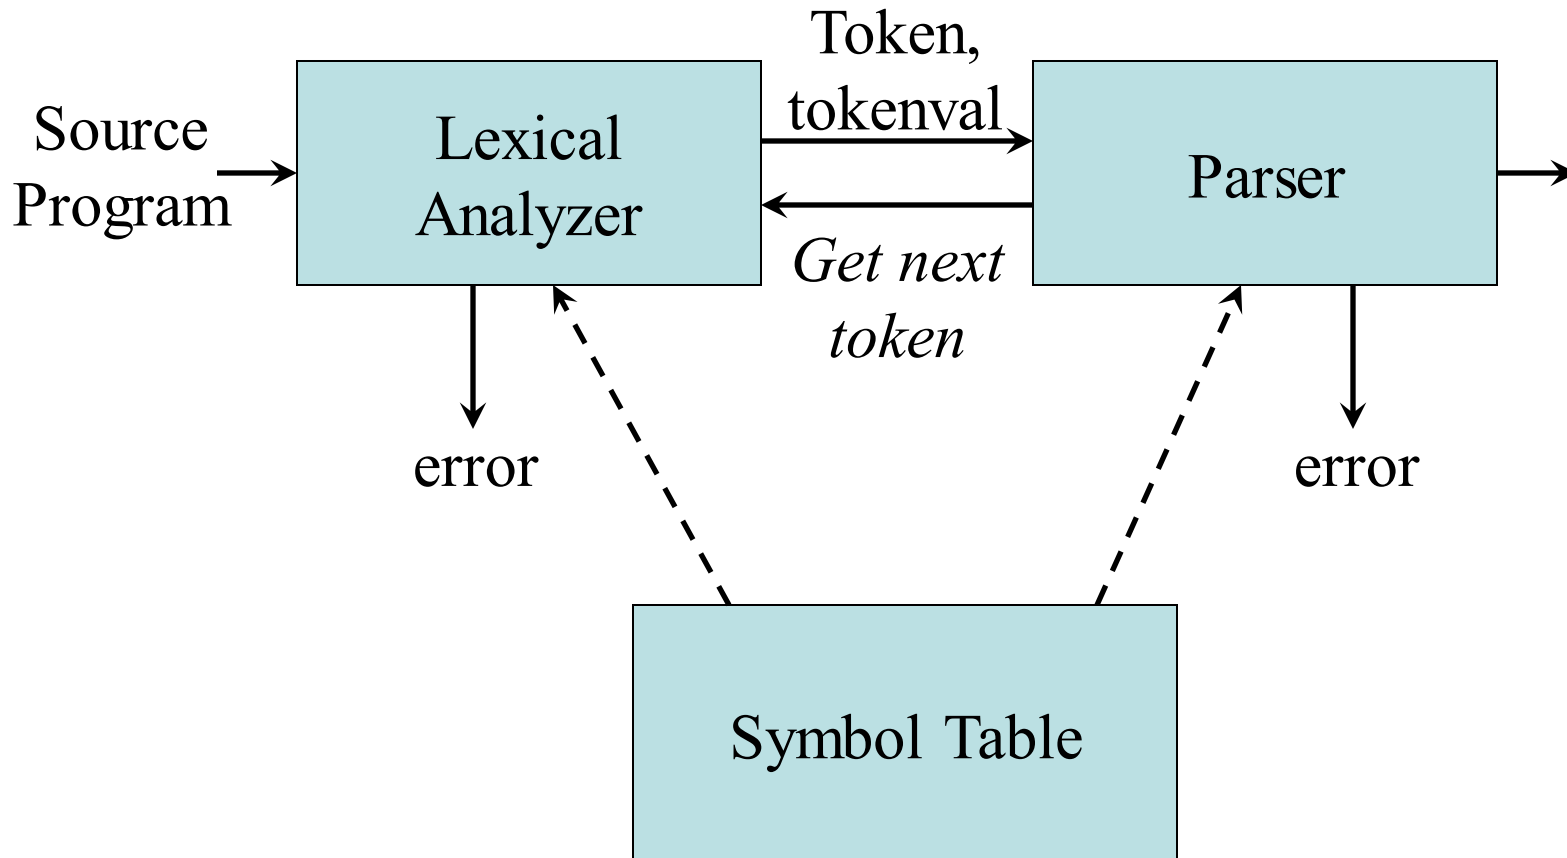 Source
Program
Lexical
Analyzer
Token,
tokenval
Get next
token
Parser
error
error
Symbol Table